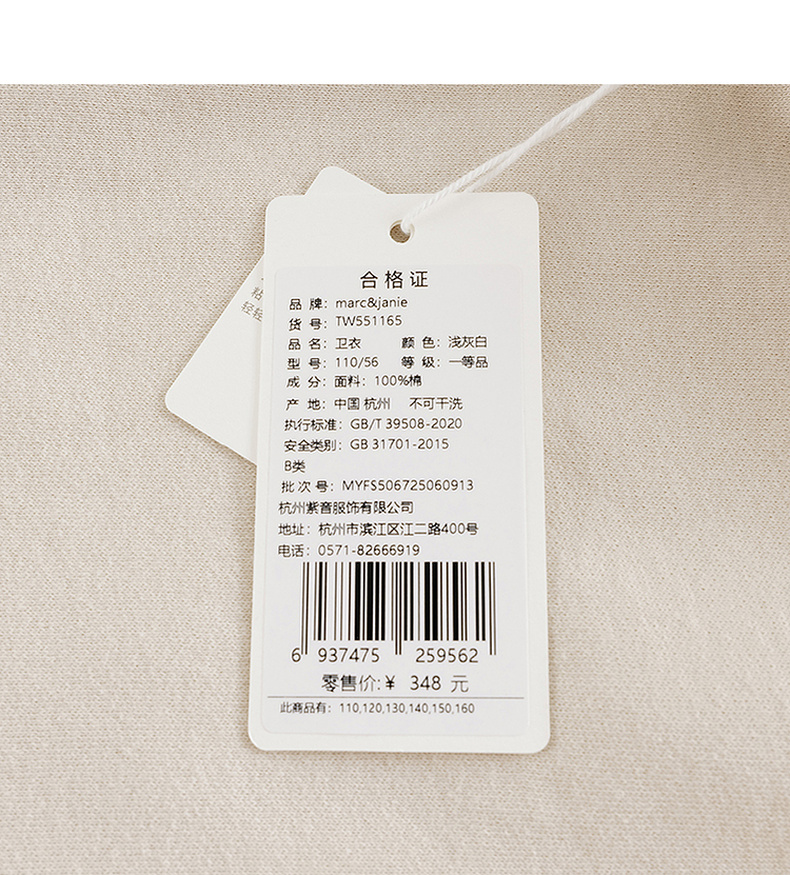 合格证
品 牌：marc&janie
货 号：TW551165
品 名：卫衣 颜 色：浅灰白
型 号：110/56 等 级：一等品
成 分：面料：100%棉
产 地：中国 杭州 不可干洗
执行标准：GB/T 39508-2020
安全类别：GB 31701-2015
B类
批 次 号：MYFS506725060913
杭州紫音服饰有限公司
地址：杭州市滨江区江二路400号
电话：0571-82666919
6 937475 259562
零售价:￥ 348 元
此商品有：110,120,130,140,150,160
粘
轻轻